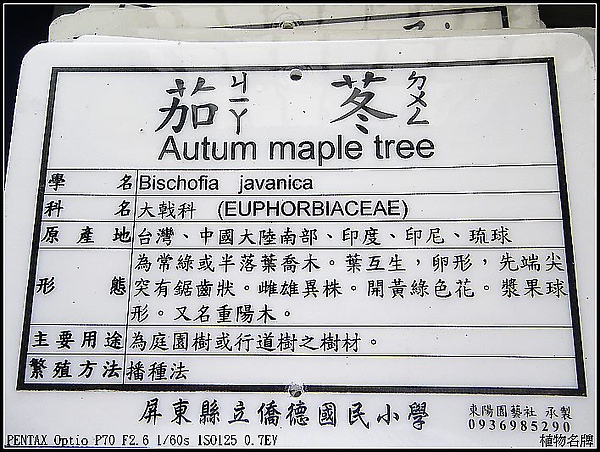 茄苳
ㄐㄧㄚ ㄉㄨㄥ
Autum maple tree
學名 Bischofia javanica
科名 大戟科 (EUPHORBIACEAE)
原產地 台灣、中國大陸南部、印度、印尼、琉球
形態 為常綠或半落葉喬木。葉互生，卵形，先端尖
突有鋸齒狀。雌雄異株。開黃綠色花。漿果球
形。又名重陽木。
主要用途 為庭園樹或行道樹之樹材。
繁殖方法 播種法
屏東縣立僑德國民小學
東陽園藝社 承製
0936985290
PENTAX Optio P70 F2.6 1/60s ISO125 0.7EV
植物名牌